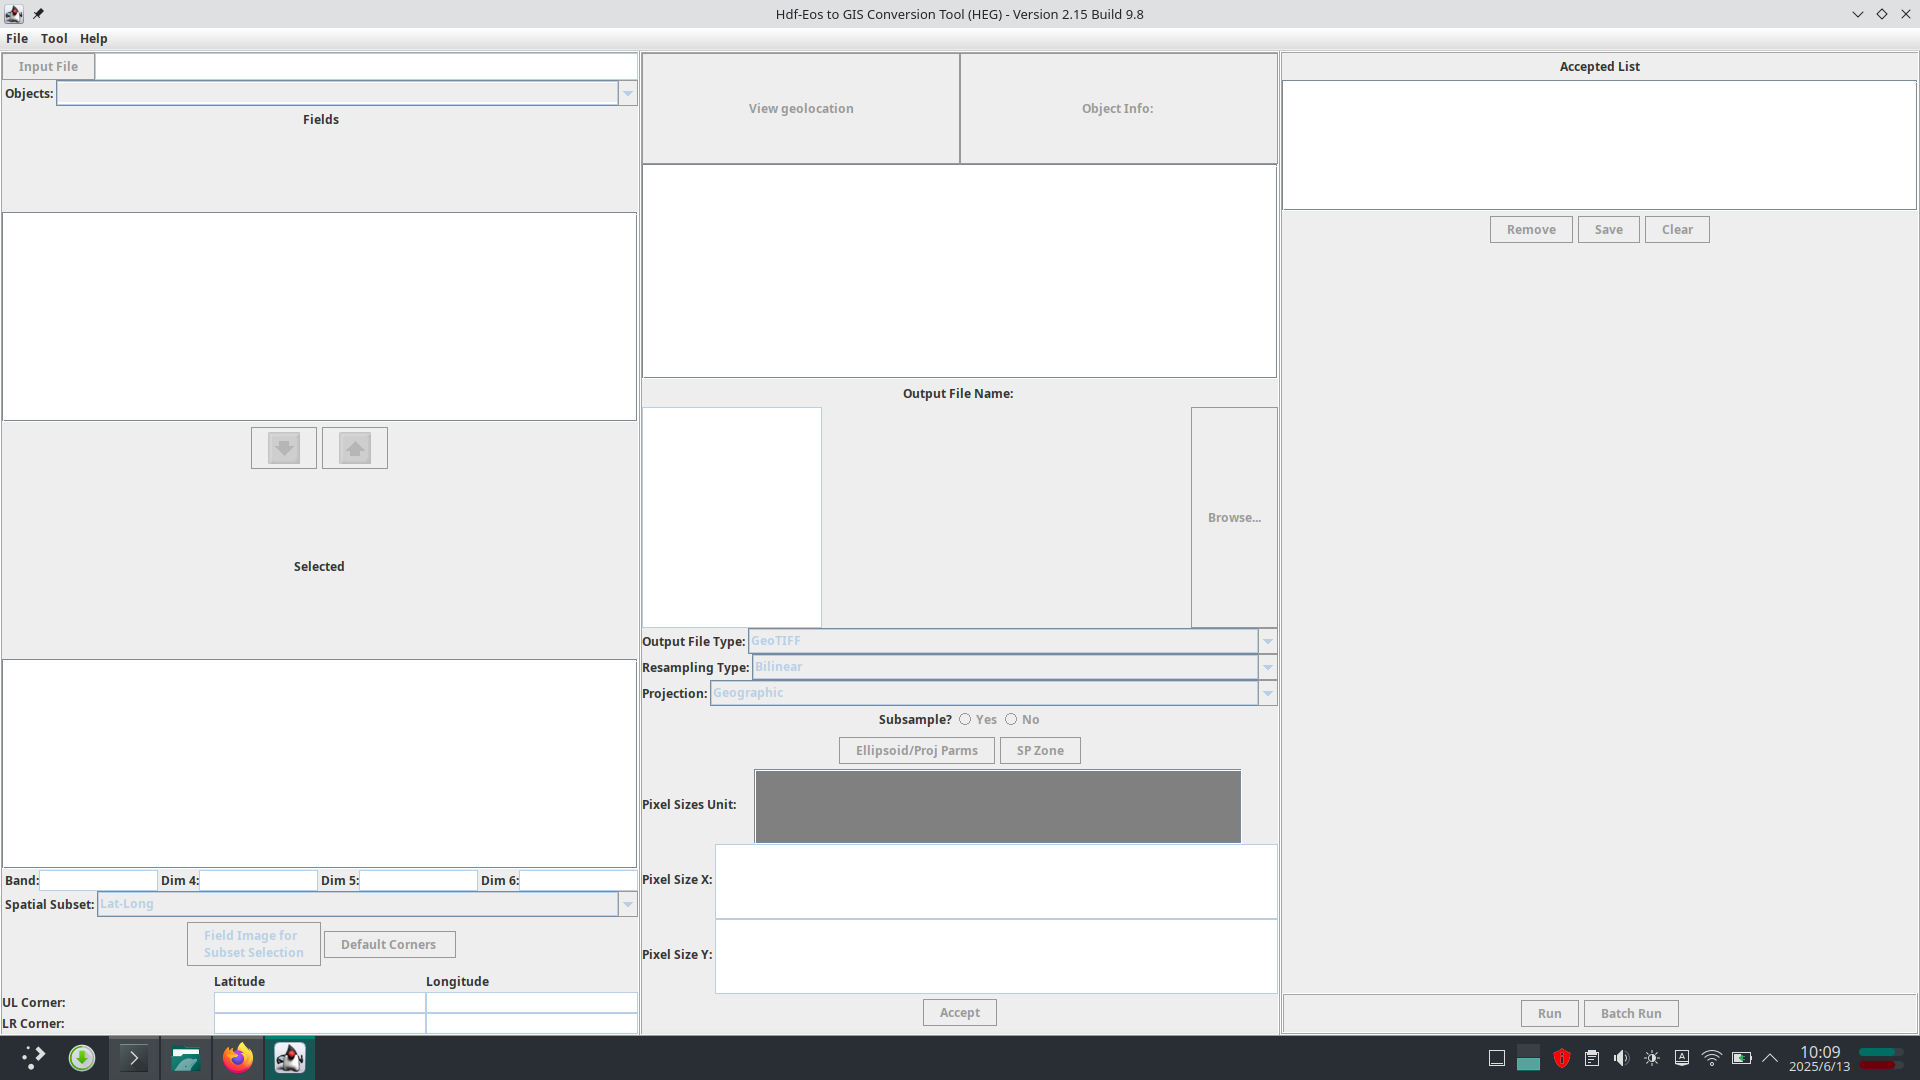 Hdf-Eos to GIS Conversion Tool (HEG) - Version 2.15 Build 9.8
File Tool Help
Input File
Objects:
Fields
Selected
Band: Dim 4: Dim 5: Dim 6:
Spatial Subset: Lat-Long
Field Image for
Subset Selection
Default Corners
Latitude Longitude
UL Corner:
LR Corner:
View geolocation Object Info:
Output File Name:
Browse...
Output File Type: GeoTIFF
Resampling Type: Bilinear
Projection: Geographic
Subsample? Yes No
Ellipsoid/Proj Parms SP Zone
Pixel Sizes Unit:
Pixel Size X:
Pixel Size Y:
Accept
Accepted List
Remove Save Clear
Run Batch Run
10:09
2025/6/13